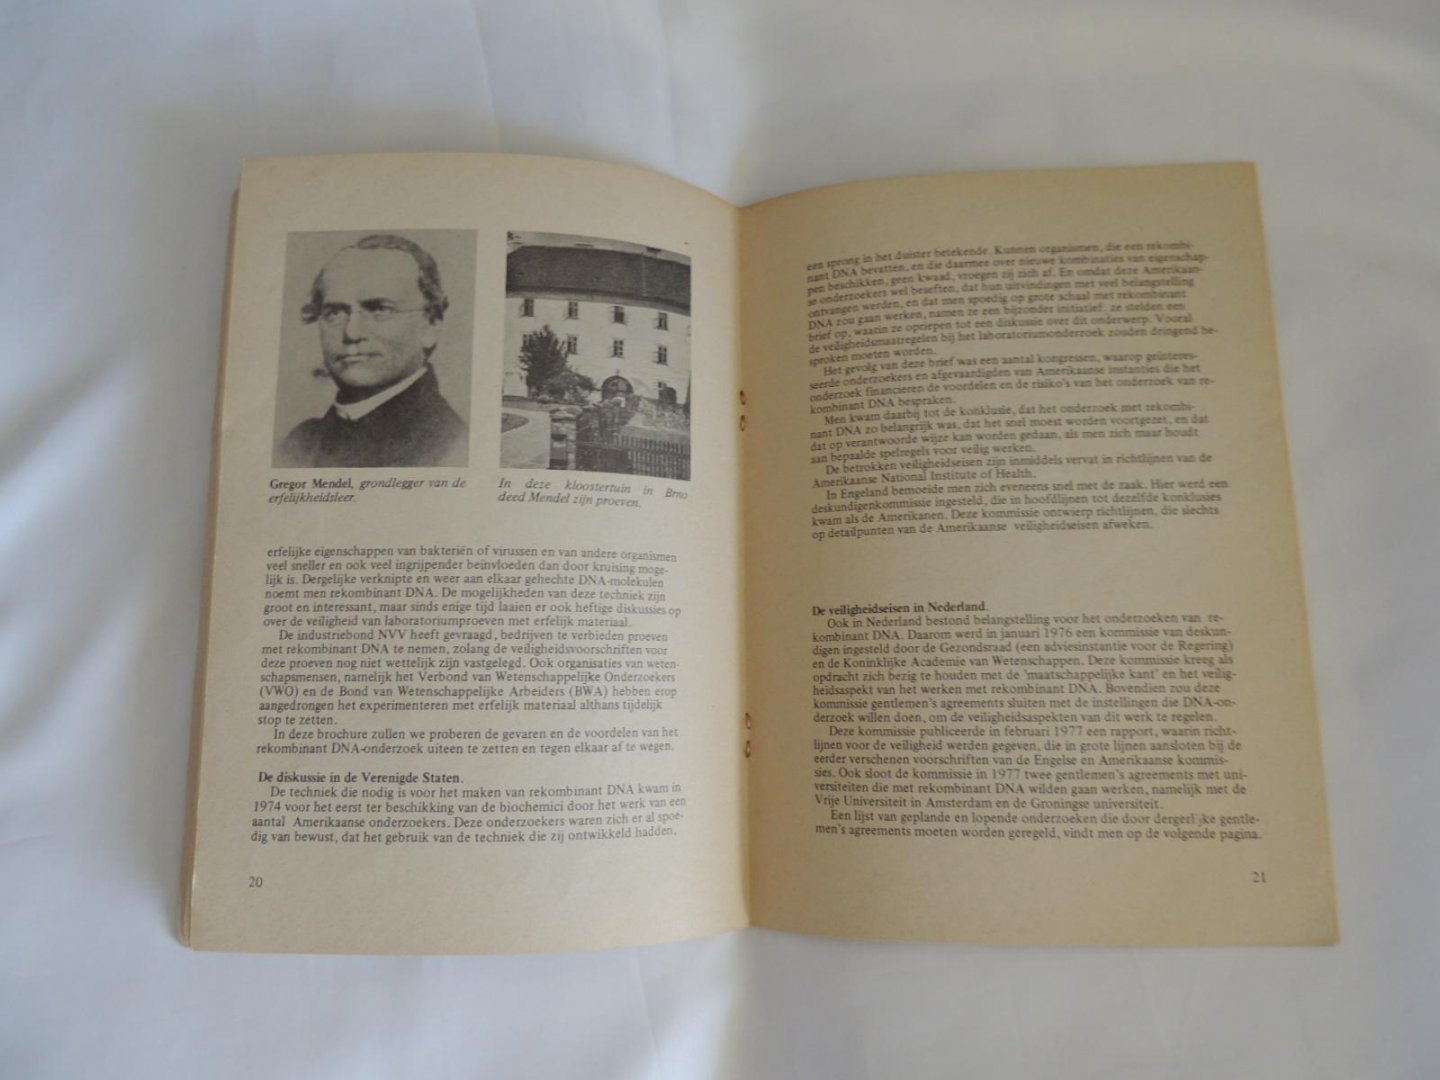 Gregor Mendel, grondlegger van de
erfelijkheidsleer.
In deze kloostertuin in Brno
deed Mendel zijn proeven.
erfelijke eigenschappen van bakteriën of virussen en van andere organismen
veel sneller en ook veel ingrijpender beïnvloeden dan door kruising moge-
lijk is. Dergelijke verknipte en weer aan elkaar gehechte DNA-molekulen
noemt men rekombinant DNA. De mogelijkheden van deze techniek zijn
groot en interessant, maar sinds enige tijd laaien er ook heftige diskussies op
over de veiligheid van laboratoriumproeven met erfelijk materiaal.
De industriebond NVV heeft gevraagd, bedrijven te verbieden proeven
met rekombinant DNA te nemen, zolang de veiligheidsvoorschriften voor
deze proeven nog niet wettelijk zijn vastgelegd. Ook organisaties van weten-
schapsmensen, namelijk het Verbond van Wetenschappelijke Onderzoekers
(VWO) en de Bond van Wetenschappelijke Arbeiders (BWA) hebben erop
aangedrongen het experimenteren met erfelijk materiaal althans tijdelijk
stop te zetten.
In deze brochure zullen we proberen de gevaren en de voordelen van het
rekombinant DNA-onderzoek uiteen te zetten en tegen elkaar af te wegen.
De diskussie in de Verenigde Staten.
De techniek die nodig is voor het maken van rekombinant DNA kwam in
1974 voor het eerst ter beschikking van de biochemici door het werk van een
aantal Amerikaanse onderzoekers. Deze onderzoekers waren zich er al spoe-
dig van bewust, dat het gebruik van de techniek die zij ontwikkeld hadden,
20
een sprong in het duister betekende. Kunnen organismen, die een rekombi-
nant DNA bevatten, en die daarmee over nieuwe kombinaties van eigenschap-
pen beschikken, geen kwaad, vroegen zij zich af. En omdat deze Amerikaan-
se onderzoekers wel beseften, dat hun uitvindingen met veel belangstelling
ontvangen werden, en dat men spoedig op grote schaal met rekombinant
DNA zou gaan werken, namen ze een bijzonder initiatief: ze stelden een
brief op, waarin ze opriepen tot een diskussie over dit onderwerp. Vooral
de veiligheidsmaatregelen bij het laboratoriumonderzoek zouden dringend be-
sproken moeten worden.
Het gevolg van deze brief was een aantal kongressen, waarop geïnteres-
seerde onderzoekers en afgevaardigden van Amerikaanse instanties die het
onderzoek financieren de voordelen en de risiko's van het onderzoek van re-
kombinant DNA bespraken.
Men kwam daarbij tot de konklusie, dat het onderzoek met rekombi-
nant DNA zo belangrijk was, dat het snel moest worden voortgezet, en dat
dat op verantwoorde wijze kan worden gedaan, als men zich maar houdt
aan bepaalde spelregels voor veilig werken.
De betrokken veiligheidseisen zijn inmiddels vervat in richtlijnen van de
Amerikaanse National Institute of Health.
In Engeland bemoeide men zich eveneens snel met de zaak. Hier werd een
deskundigenkommissie ingesteld, die in hoofdlijnen tot dezelfde konklusies
kwam als de Amerikanen. Deze kommissie ontwierp richtlijnen, die slechts
op detailpunten van de Amerikaanse veiligheidseisen afweken.
De veiligheidseisen in Nederland.
Ook in Nederland bestond belangstelling voor het onderzoeken van re-
kombinant DNA. Daarom werd in januari 1976 een kommissie van deskun-
digen ingesteld door de Gezondsraad (een adviesinstantie voor de Regering)
en de Koninklijke Academie van Wetenschappen. Deze kommissie kreeg als
opdracht zich bezig te houden met de 'maatschappelijke kant' en het veilig-
heidsaspekt van het werken met rekombinant DNA. Bovendien zou deze
kommissie gentlemen's agreements sluiten met de instellingen die DNA-on-
derzoek willen doen, om de veiligheidsaspekten van dit werk te regelen.
Deze kommissie publiceerde in februari 1977 een rapport, waarin richt-
lijnen voor de veiligheid werden gegeven, die in grote lijnen aansloten bij de
eerder verschenen voorschriften van de Engelse en Amerikaanse kommis-
sies. Ook sloot de kommissie in 1977 twee gentlemen's agreements met uni-
versiteiten die met rekombinant DNA wilden gaan werken, namelijk met de
Vrije Universiteit in Amsterdam en de Groningse universiteit.
Een lijst van geplande en lopende onderzoeken die door dergelijke gentle-
men's agreements moeten worden geregeld, vindt men op de volgende pagina.
21